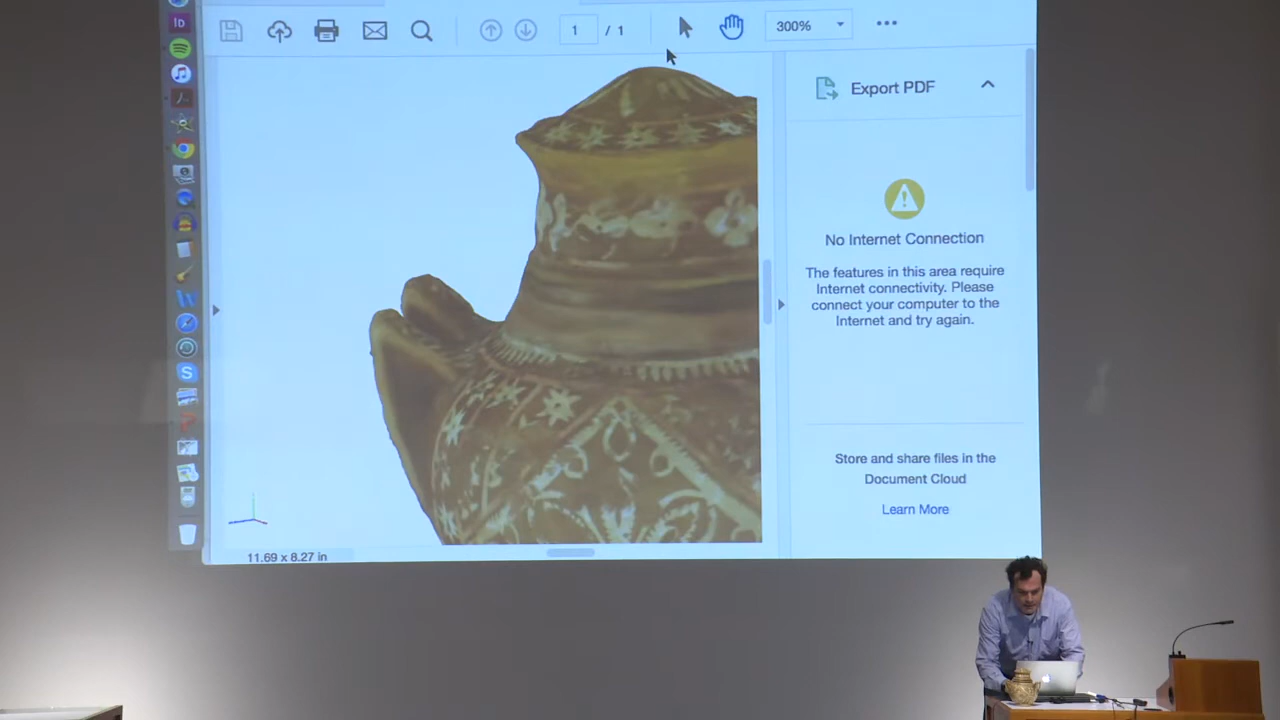 1 / 1
300%
Export PDF
No Internet Connection
The features in this area require
Internet connectivity. Please
connect your computer to the
Internet and try again.
Store and share files in the
Document Cloud
Learn More
11.69 x 8.27 in